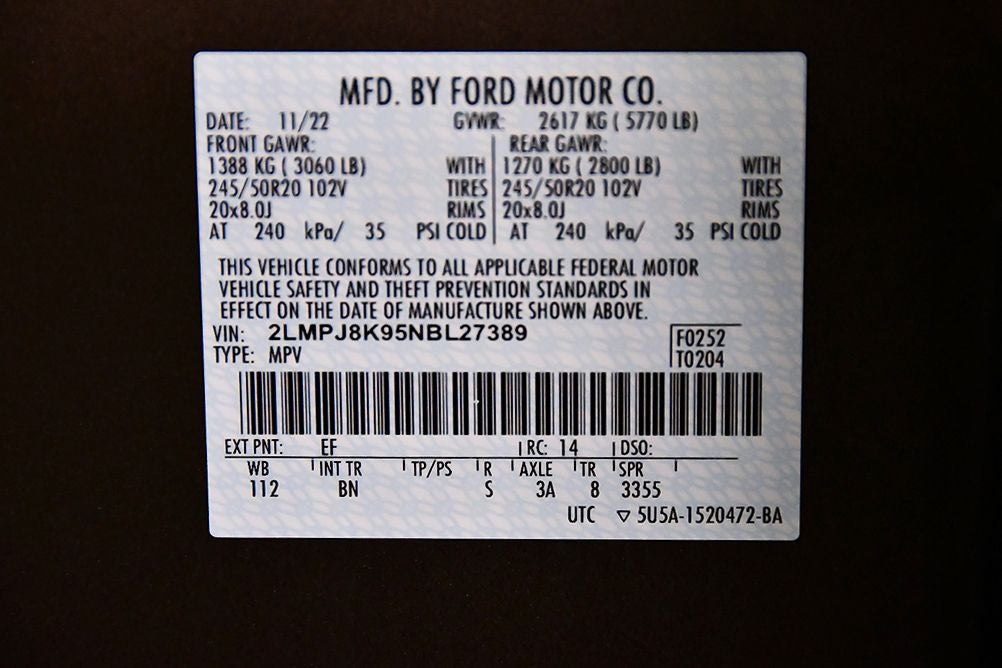 MFD. BY FORD MOTOR CO.
DATE: 11/22 GVWR: 2617 KG ( 5770 LB)
FRONT GAWR: REAR GAWR:
1388 KG ( 3060 LB) WITH 1270 KG ( 2800 LB) WITH
245/50R20 102V TIRES 245/50R20 102V TIRES
20x8.0J RIMS 20x8.0J RIMS
AT 240 kPa/ 35 PSI COLD AT 240 kPa/ 35 PSI COLD
THIS VEHICLE CONFORMS TO ALL APPLICABLE FEDERAL MOTOR
VEHICLE SAFETY AND THEFT PREVENTION STANDARDS IN
EFFECT ON THE DATE OF MANUFACTURE SHOWN ABOVE.
VIN: 2LMPJ8K95NBL27389 F0252
TYPE: MPV T0204
EXT PNT: EF RC: 14 DSO:
WB INT TR TP/PS R AXLE TR SPR
112 BN S 3A 8 3355
UTC ▽ 5U5A-1520472-BA